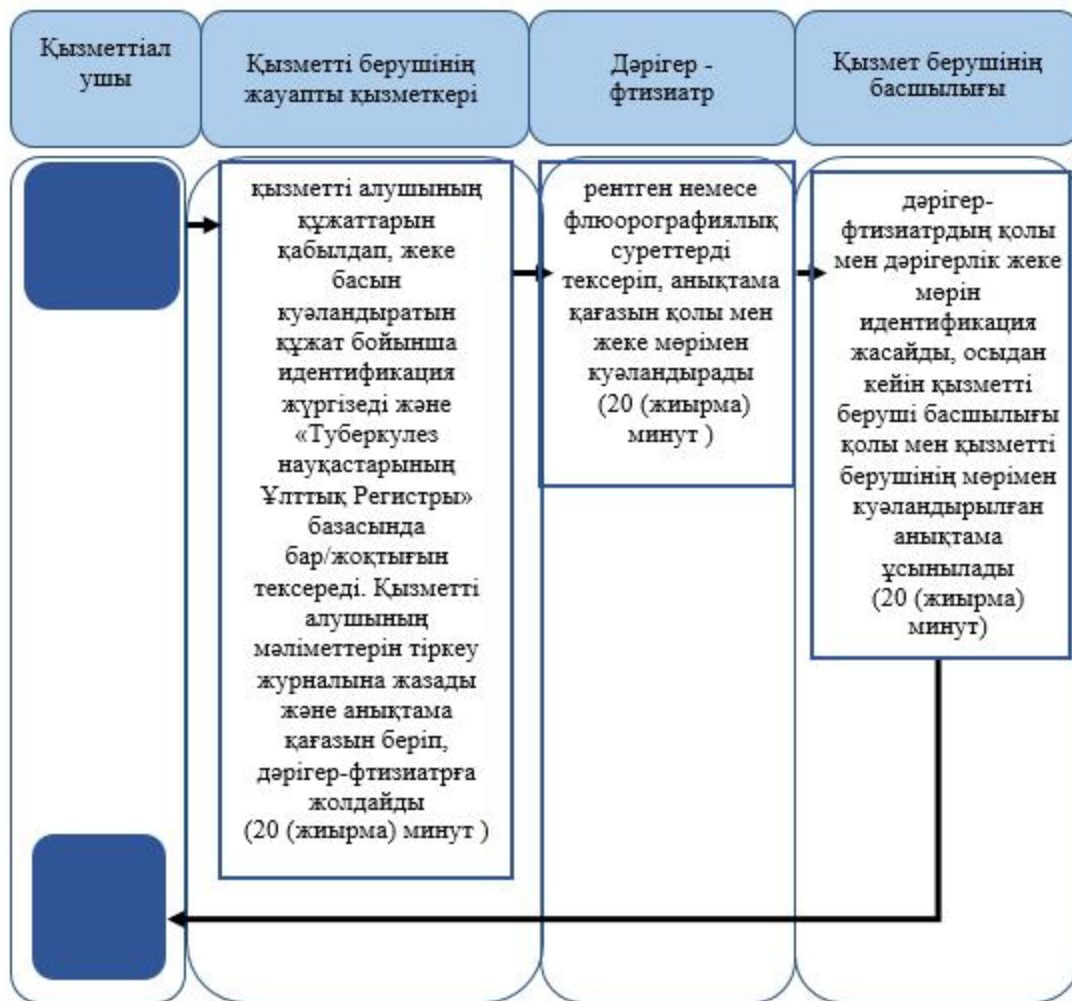 Қызметтіал
ушы
Қызметті берушінің
жауапты қызметкері
Дәрігер -
фтизиатр
Қызмет берушінің
басшылығы
қызметті алушының
құжаттарын
қабылдап, жеке
басын
куәландыратын
құжат бойынша
идентификация
жүргізеді және
«Туберкулез
науқастарының
Ұлттық Регистры»
базасында
бар/жоқтығын
тексереді. Қызметті
алушының
мәліметтерін тіркеу
журналына жазады
және анықтама
қағазын беріп,
дәрігер-фтизиатрға
жолдайды
(20 (жиырма) минут )
рентген немесе
флюорографиялық
суреттерді
тексеріп, анықтама
қағазын қолы мен
жеке мөрімен
куәландырады
(20 (жиырма)
минут )
дәрігер-
фтизиатрдың қолы
мен дәрігерлік жеке
мөрін
идентификация
жасайды, осыдан
кейін қызметті
беруші басшылығы
қолы мен қызметті
берушінің мөрімен
куәландырылған
анықтама
ұсынылады
(20 (жиырма)
минут)